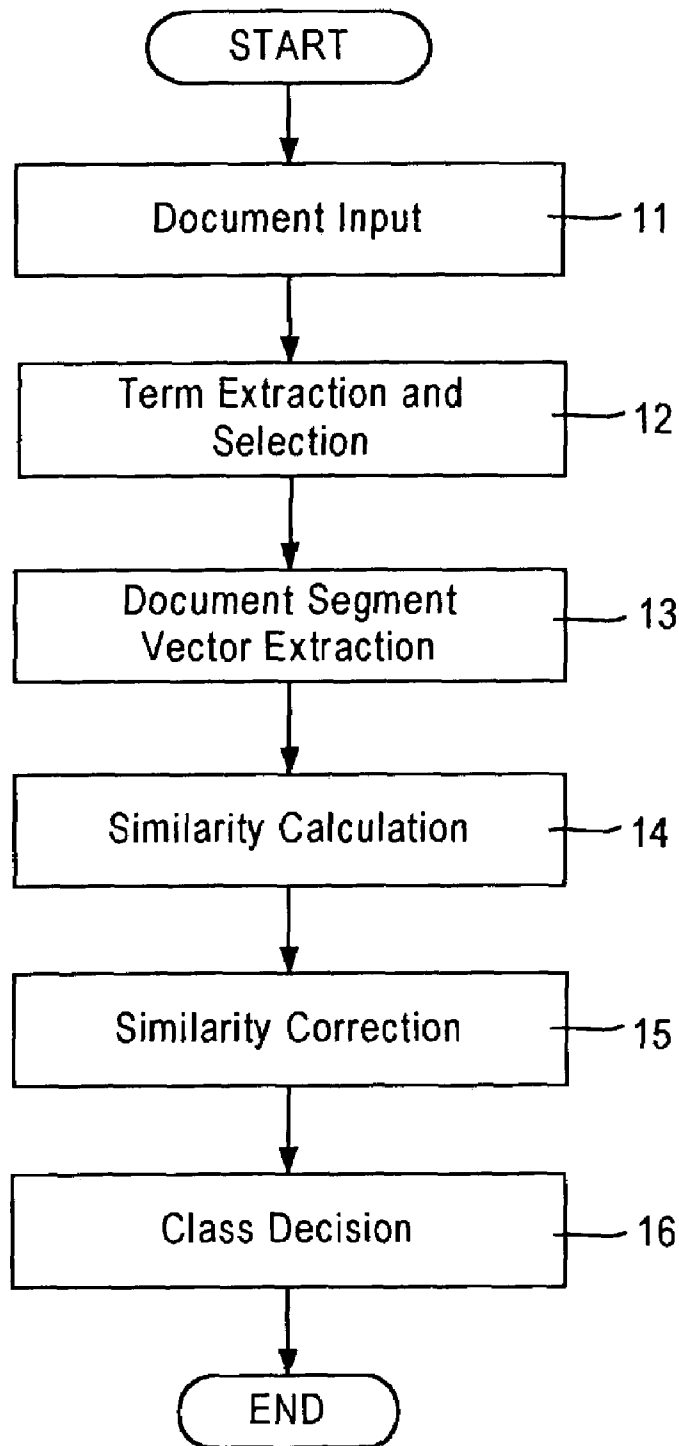 START
Document Input
11
Term Extraction and
Selection
12
Document Segment
Vector Extraction
13
Similarity Calculation
14
Similarity Correction
15
Class Decision
16
END